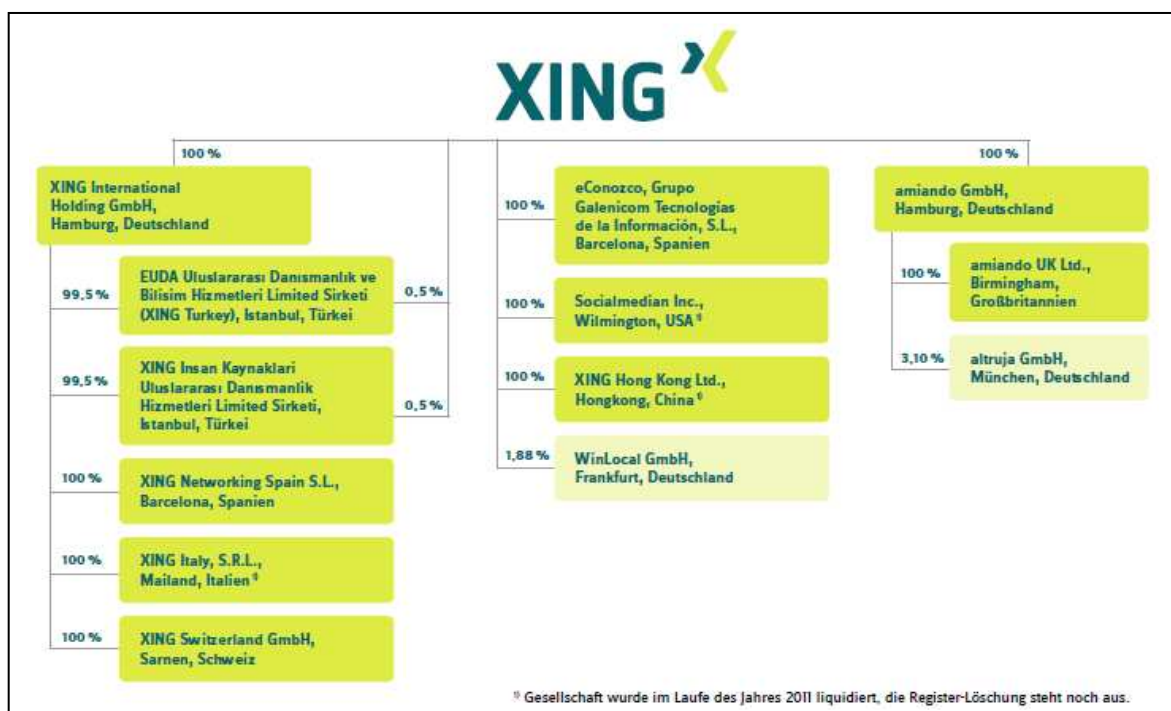 XING
100 %
XING International
Holding GmbH,
Hamburg, Deutschland
99,5 %
EUDA Uluslararası Danısmanlık ve
Bilisim Hizmetleri Limited Sirketi
(XING Turkey), Istanbul, Türkei
0,5 %
99,5 %
XING Insan Kaynaklari
Uluslararası Danısmanlik
Hizmetleri Limited Sirketi,
Istanbul, Türkei
0,5 %
100 %
XING Networking Spain S.L.,
Barcelona, Spanien
100 %
XING Italy, S.R.L.,
Mailand, Italien 1)
100 %
XING Switzerland GmbH,
Sarnen, Schweiz
100 %
eConozco, Grupo
Galenicom Tecnologías
de la Información, S.L.,
Barcelona, Spanien
100 %
Socialmedian Inc.,
Wilmington, USA 1)
100 %
XING Hong Kong Ltd.,
Hongkong, China 1)
1,88 %
WinLocal GmbH,
Frankfurt, Deutschland
100 %
amiando GmbH,
Hamburg, Deutschland
100 %
amiando UK Ltd.,
Birmingham,
Großbritannien
3,10 %
altruja GmbH,
München, Deutschland
1) Gesellschaft wurde im Laufe des Jahres 2011 liquidiert, die Register-Löschung steht noch aus.